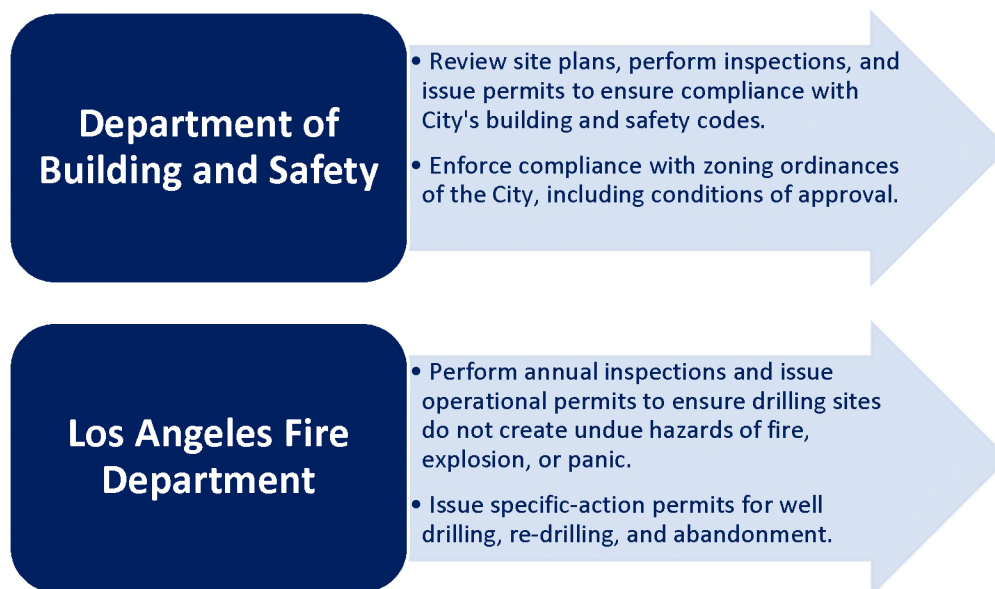 Department of
Building and Safety
• Review site plans, perform inspections, and
issue permits to ensure compliance with
City's building and safety codes.
• Enforce compliance with zoning ordinances
of the City, including conditions of approval.
Los Angeles Fire
Department
• Perform annual inspections and issue
operational permits to ensure drilling sites
do not create undue hazards of fire,
explosion, or panic.
• Issue specific-action permits for well
drilling, re-drilling, and abandonment.